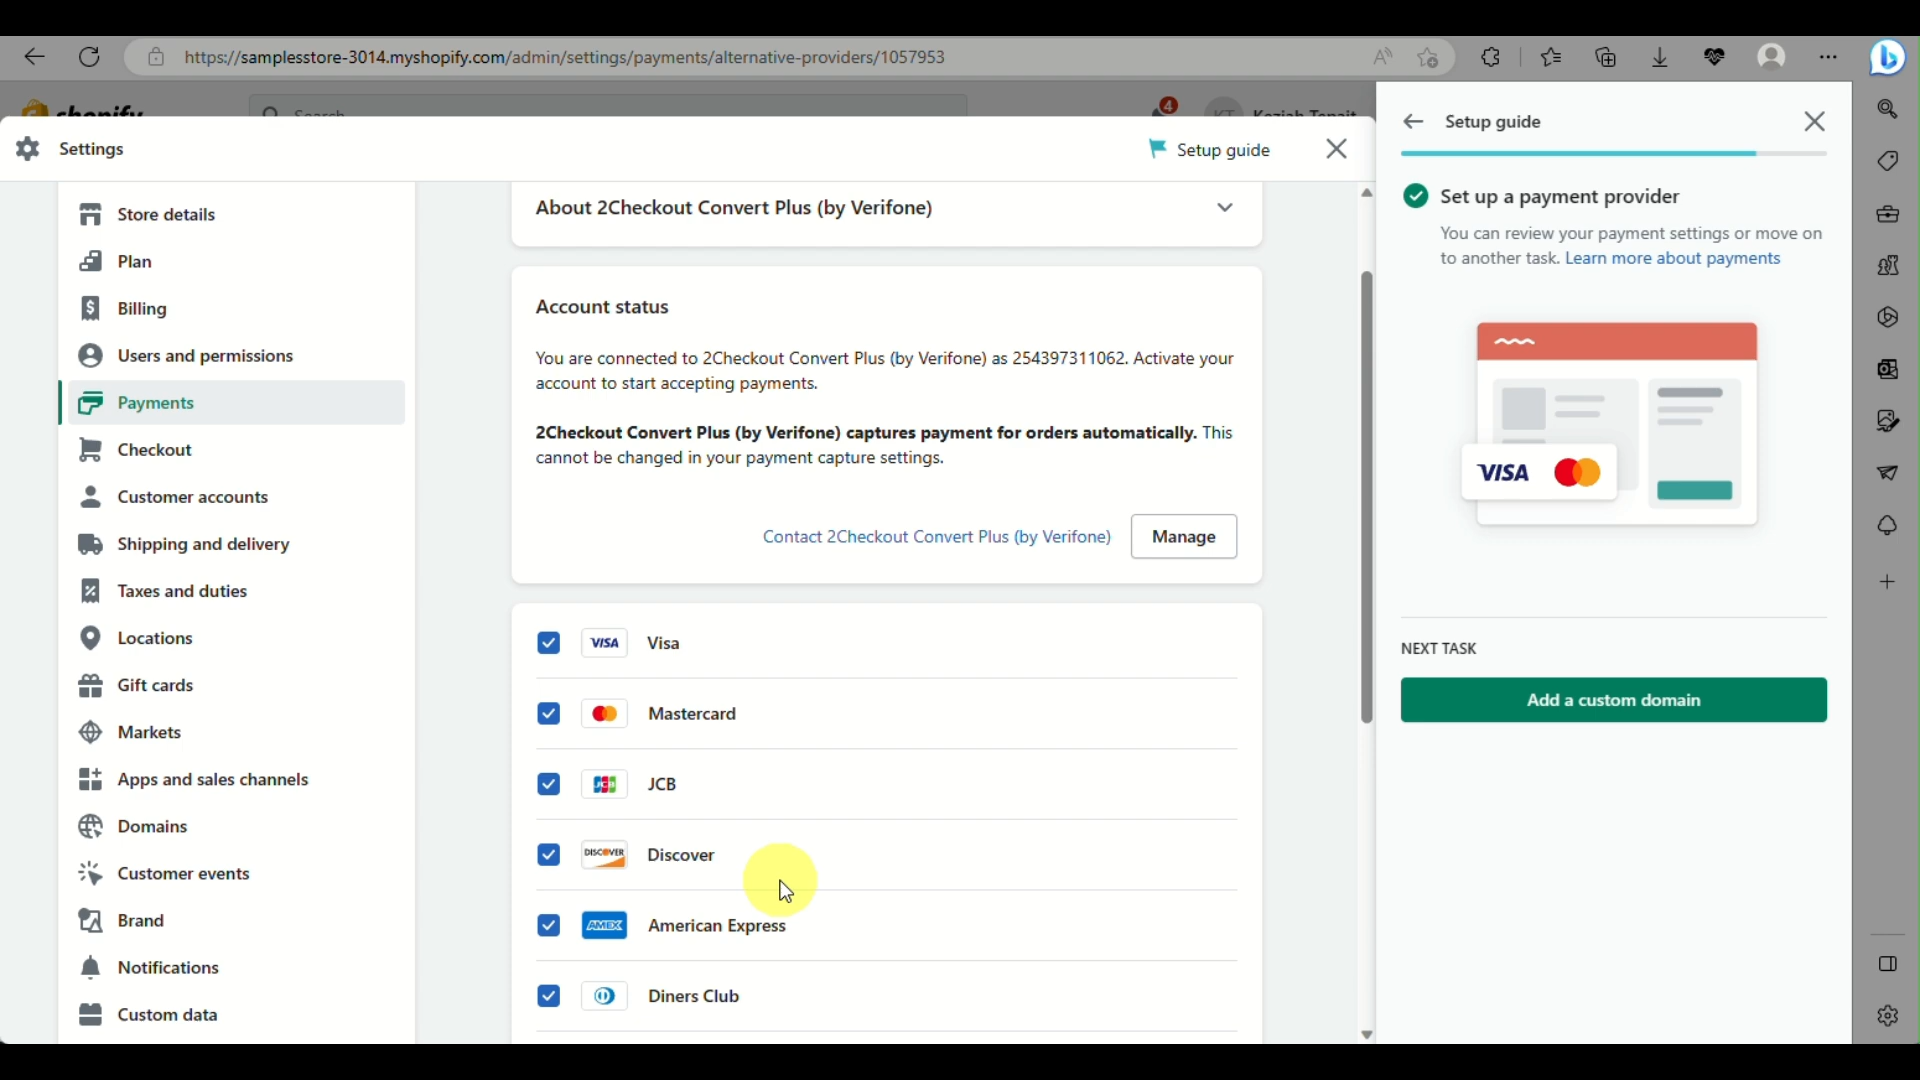 https://samplesstore-3014.myshopify.com/admin/settings/payments/alternative-providers/1057953
4
Settings
Setup guide
Store details
Plan
Billing
Users and permissions
Payments
Checkout
Customer accounts
Shipping and delivery
Taxes and duties
Locations
Gift cards
Markets
Apps and sales channels
Domains
Customer events
Brand
Notifications
Custom data
About 2Checkout Convert Plus (by Verifone)
Account status
You are connected to 2Checkout Convert Plus (by Verifone) as 254397311062. Activate your
account to start accepting payments.
2Checkout Convert Plus (by Verifone) captures payment for orders automatically. This
cannot be changed in your payment capture settings.
Contact 2Checkout Convert Plus (by Verifone)
Manage
VISA Visa
Mastercard
JCB JCB
DISCOVER Discover
AMEX American Express
Diners Club
Setup guide
Set up a payment provider
You can review your payment settings or move on
to another task. Learn more about payments
VISA
NEXT TASK
Add a custom domain